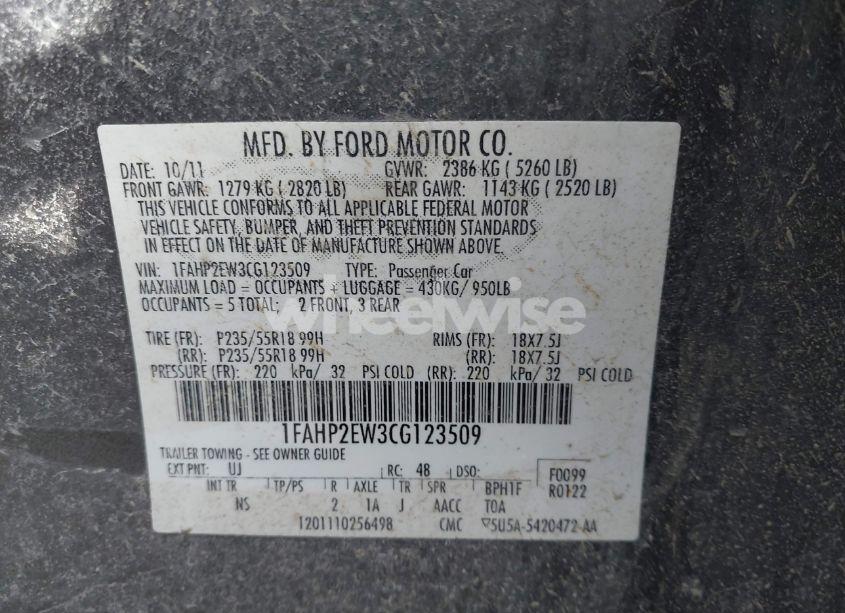 MFD. BY FORD MOTOR CO.
DATE: 10/11 GVWR: 2386 KG ( 5260 LB)
FRONT GAWR: 1279 KG ( 2820 LB) REAR GAWR: 1143 KG ( 2520 LB)
THIS VEHICLE CONFORMS TO ALL APPLICABLE FEDERAL MOTOR
VEHICLE SAFETY, BUMPER, AND THEFT PREVENTION STANDARDS
IN EFFECT ON THE DATE OF MANUFACTURE SHOWN ABOVE.
VIN: 1FAHP2EW3CG123509 TYPE: Passenger Car
MAXIMUM LOAD = OCCUPANTS + LUGGAGE = 430KG/ 950LB
OCCUPANTS = 5 TOTAL; 2 FRONT, 3 REAR
wheelwise
TIRE (FR): P235/55R18 99H RIMS (FR): 18X7.5J
(RR): P235/55R18 99H (RR): 18X7.5J
PRESSURE (FR): 220 kPa/ 32 PSI COLD (RR): 220 kPa/ 32 PSI COLD
1FAHP2EW3CG123509
TRAILER TOWING - SEE OWNER GUIDE
EXT PNT: UJ RC: 48 DSO: F0099
R0122
INT TR TP/PS R AXLE TR SPR BPH1F
NS 2 1A J AACC TOA
1201110256498 CMC 5U5A-5420472-AA